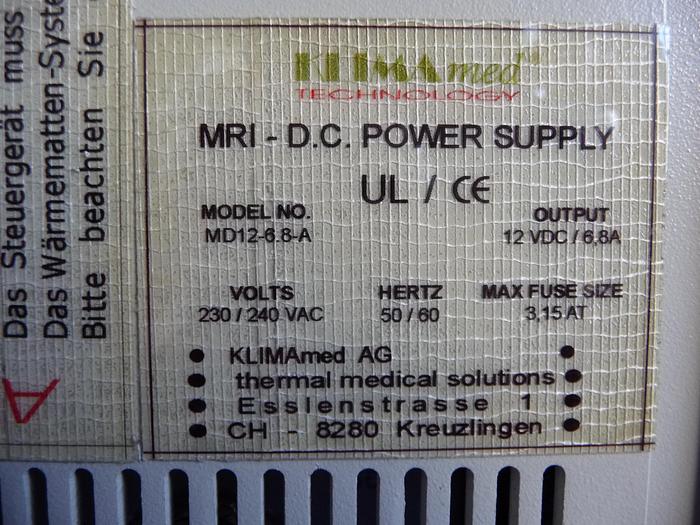 Das Steuergerät muss
Das Wärmematten-Syste
Bitte beachten Sie
KLIMAmed™
TECHNOLOGY
MRI - D.C. POWER SUPPLY
UL / CE
MODEL NO. OUTPUT
MD12-6.8-A 12 VDC / 6,8A
VOLTS HERTZ MAX FUSE SIZE
230 / 240 VAC 50 / 60 3,15 AT
● KLIMAmed AG ●
● thermal medical solutions ●
● Esslenstrasse 1 ●
● CH - 8280 Kreuzlingen ●